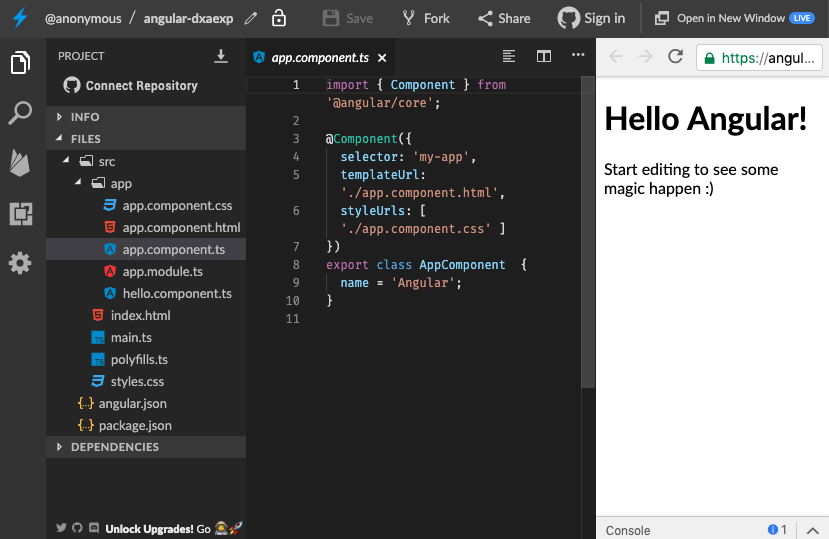 @anonymous / angular-dxaexp Save Fork Share Sign in Open in New Window LIVE
PROJECT
Connect Repository
INFO
FILES
src
app
app.component.css
app.component.html
app.component.ts
app.module.ts
hello.component.ts
index.html
TS main.ts
TS polyfills.ts
styles.css
{..} angular.json
{..} package.json
DEPENDENCIES
Unlock Upgrades! Go
app.component.ts
1 import { Component } from
'@angular/core';
2
3 @Component({
4 selector: 'my-app',
5 templateUrl:
'./app.component.html',
6 styleUrls: [
'./app.component.css' ]
7 })
8 export class AppComponent {
9 name = 'Angular';
10 }
11
https://angul...
Hello Angular!
Start editing to see some
magic happen :)
Console 1